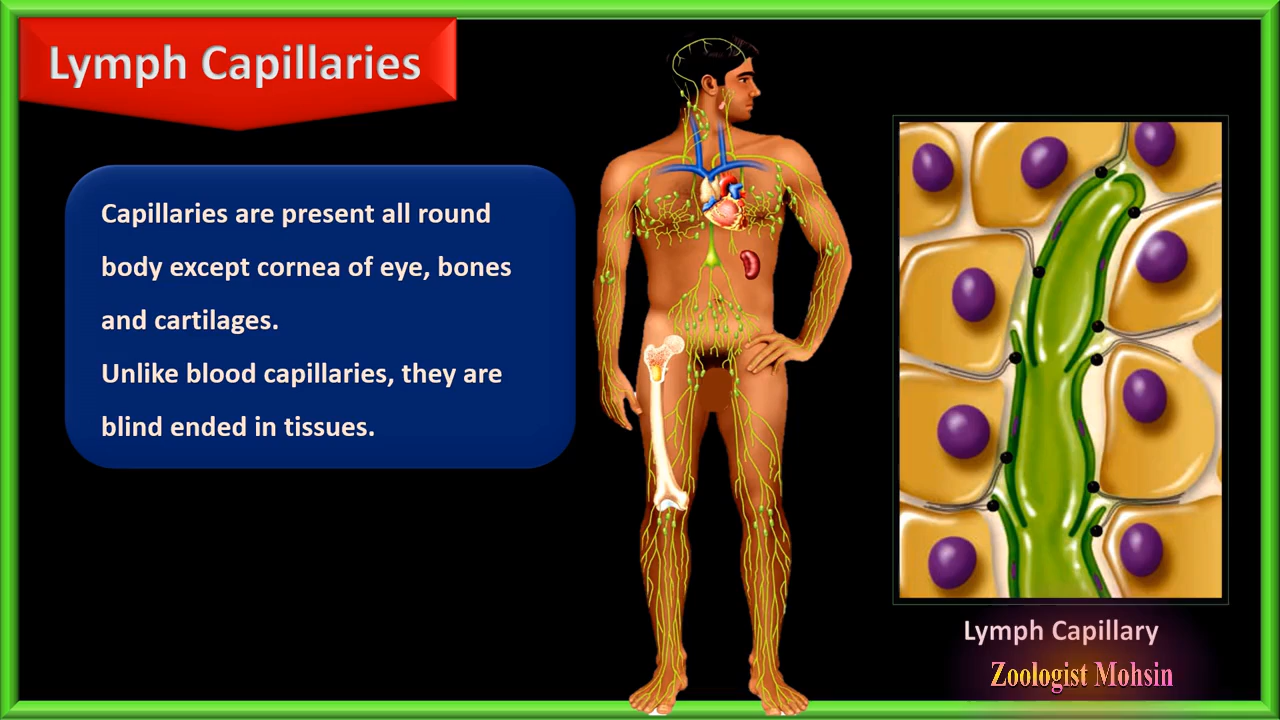 Lymph Capillaries
Capillaries are present all round
body except cornea of eye, bones
and cartilages.
Unlike blood capillaries, they are
blind ended in tissues.
Lymph Capillary
Zoologist Mohsin